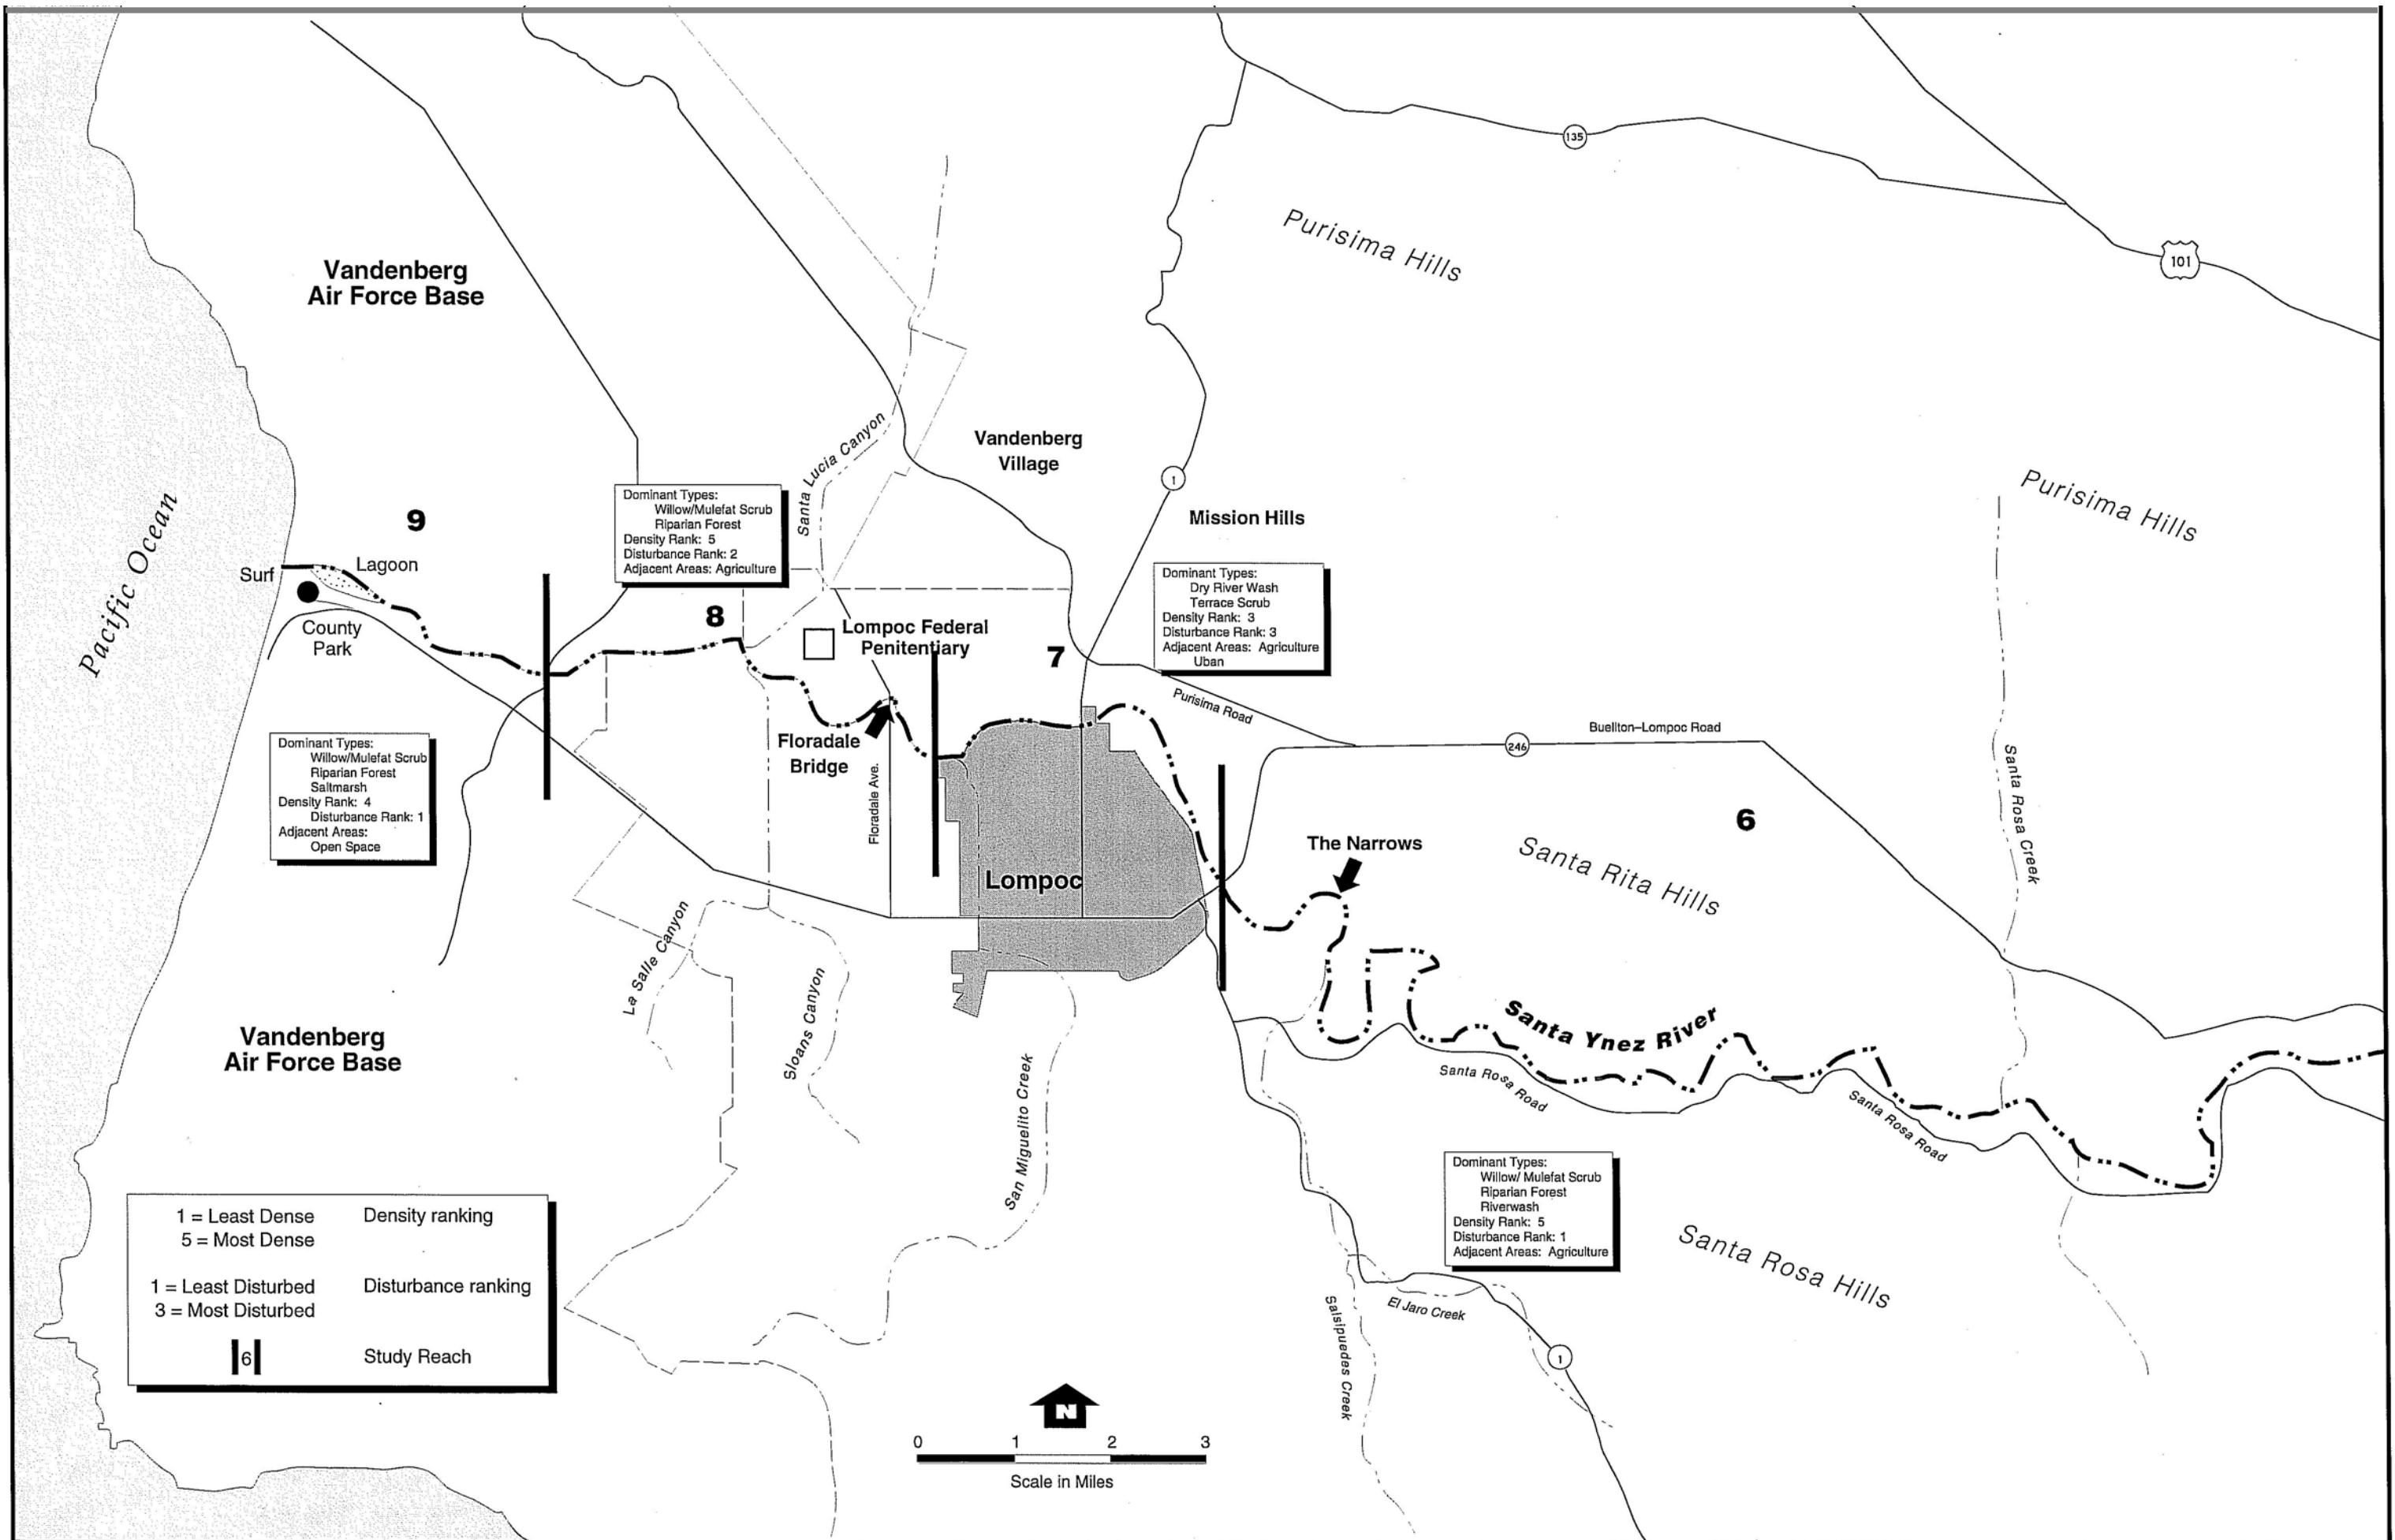 135
Purisima Hills
101
Vandenberg
Air Force Base
Santa Lucia Canyon
Vandenberg
Village
1
Mission Hills
Purisima Hills
Pacific Ocean
9
Surf
Lagoon
County
Park
Dominant Types:
Willow/Mulefat Scrub
Riparian Forest
Density Rank: 5
Disturbance Rank: 2
Adjacent Areas: Agriculture
8
Lompoc Federal
Penitentiary
7
Dominant Types:
Dry River Wash
Terrace Scrub
Density Rank: 3
Disturbance Rank: 3
Adjacent Areas: Agriculture
Uban
Purisima Road
Buellton–Lompoc Road
246
Santa Rosa Creek
Floradale
Bridge
Floradale Ave.
Dominant Types:
Willow/Mulefat Scrub
Riparian Forest
Saltmarsh
Density Rank: 4
Disturbance Rank: 1
Adjacent Areas:
Open Space
Lompoc
The Narrows
6
Santa Rita Hills
La Salle Canyon
Sloans Canyon
San Miguelito Creek
Santa Ynez River
Santa Rosa Road
Santa Rosa Road
Vandenberg
Air Force Base
Dominant Types:
Willow/ Mulefat Scrub
Riparian Forest
Riverwash
Density Rank: 5
Disturbance Rank: 1
Adjacent Areas: Agriculture
Santa Rosa Hills
El Jaro Creek
Salsipuedes Creek
1
1 = Least Dense Density ranking
5 = Most Dense
1 = Least Disturbed Disturbance ranking
3 = Most Disturbed
6 Study Reach
N
0 1 2 3
Scale in Miles